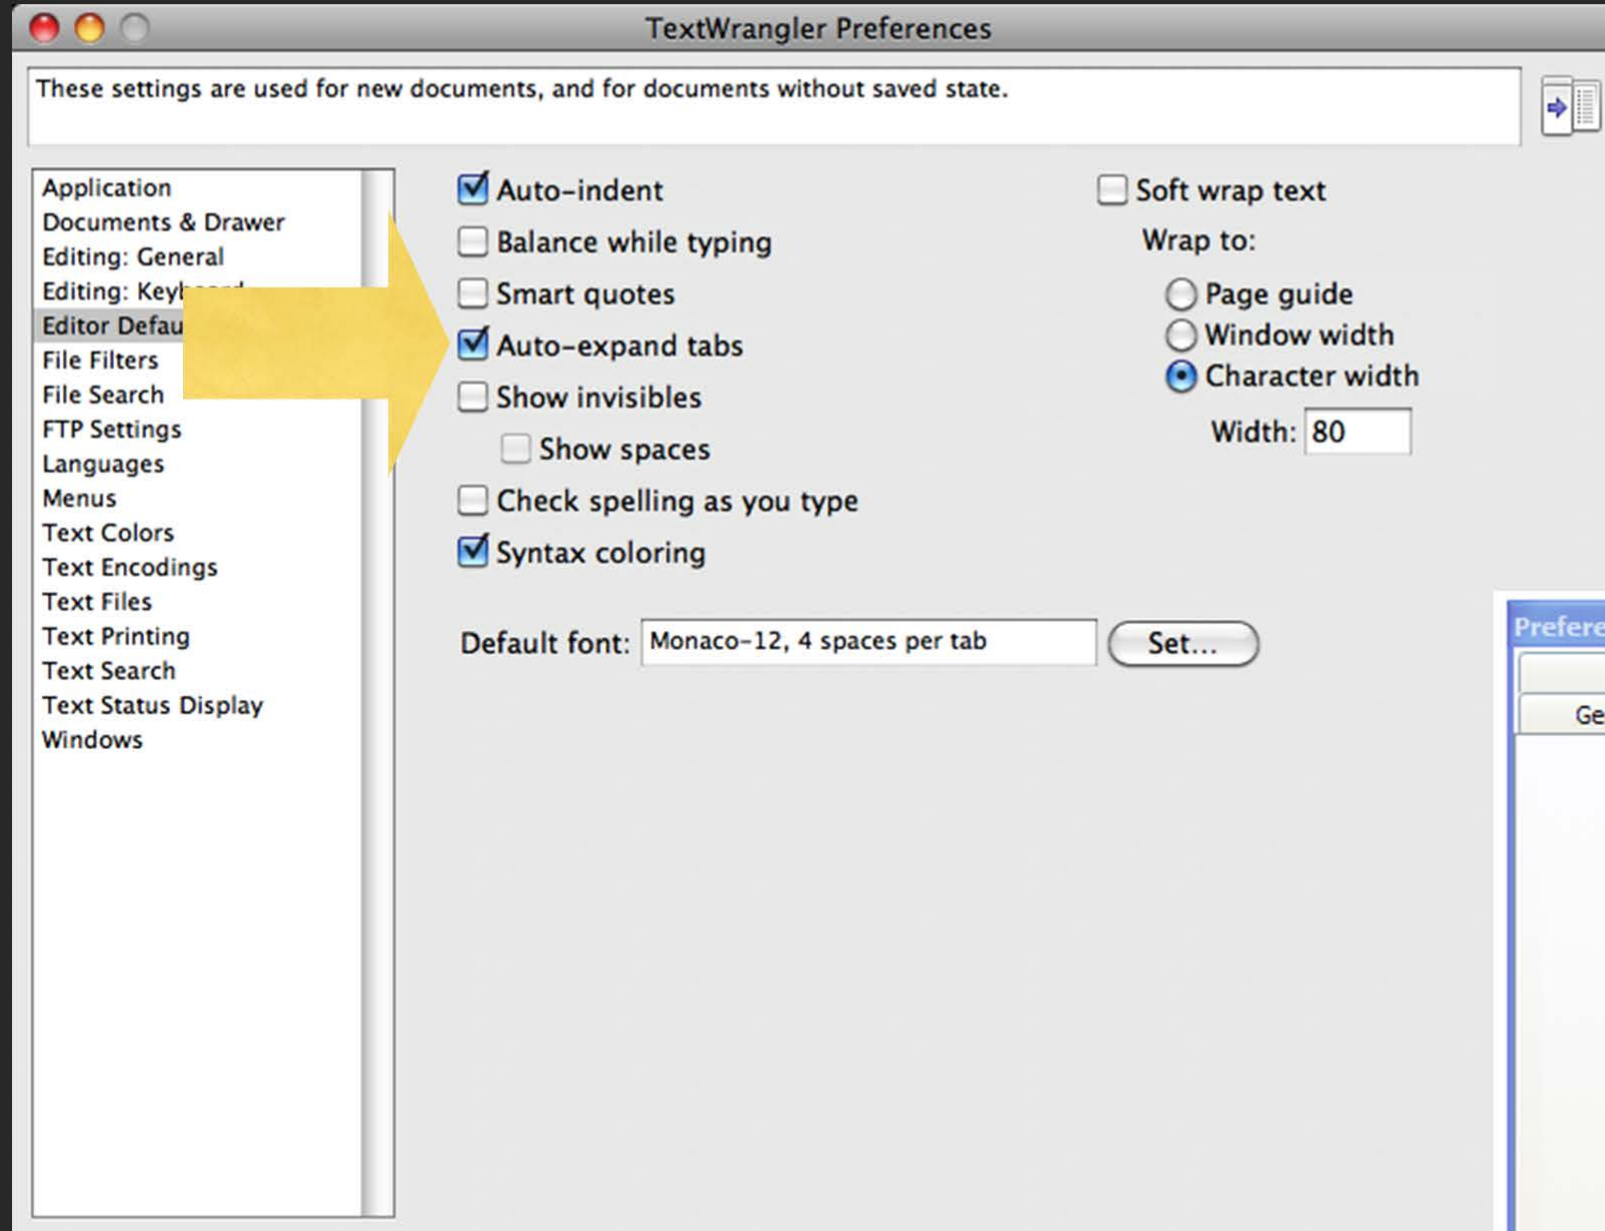 TextWrangler Preferences
These settings are used for new documents, and for documents without saved state.
Application
Documents & Drawer
Editing: General
Editing:
Editor
File Filters
File Search
FTP Settings
Languages
Menus
Text Colors
Text Encodings
Text Files
Text Printing
Text Search
Text Status Display
Windows
Auto-indent
Balance while typing
Smart quotes
Auto-expand tabs
Show invisibles
Show spaces
Check spelling as you type
Syntax coloring
Default font: Monaco-12, 4 spaces per tab Set...
Soft wrap text
Wrap to:
Page guide
Window width
Character width
Width: 80